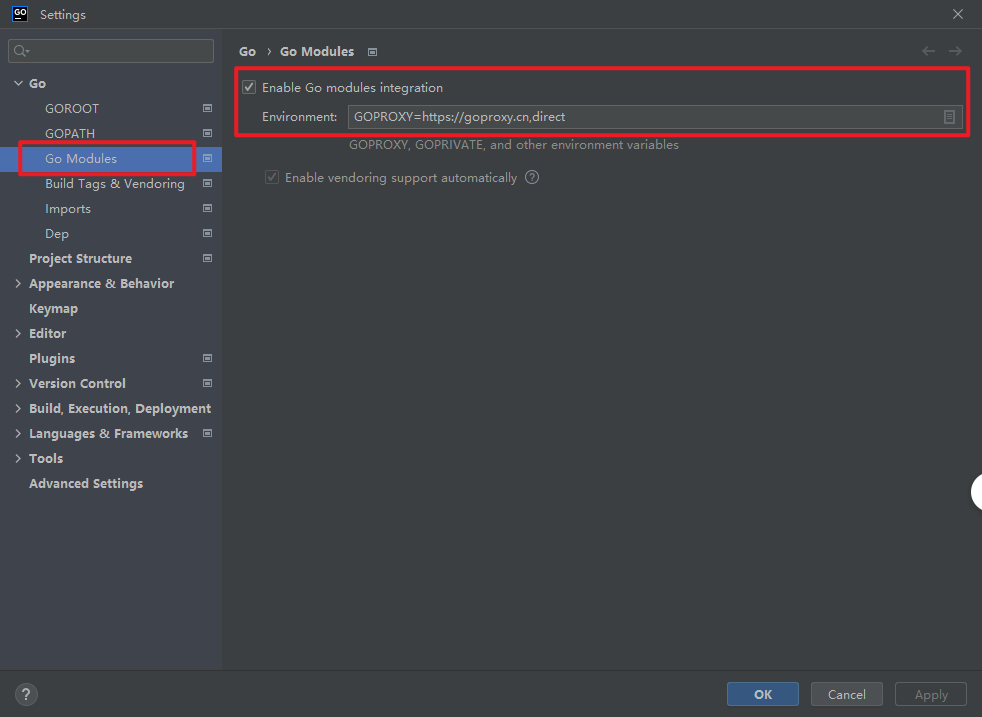 GO
Settings
Go
GOROOT
GOPATH
Go Modules
Build Tags & Vendoring
Imports
Dep
Project Structure
Appearance & Behavior
Keymap
Editor
Plugins
Version Control
Build, Execution, Deployment
Languages & Frameworks
Tools
Advanced Settings
Go › Go Modules
Enable Go modules integration
Environment: GOPROXY=https://goproxy.cn,direct
GOPROXY, GOPRIVATE, and other environment variables
Enable vendoring support automatically ?
?
OK Cancel Apply